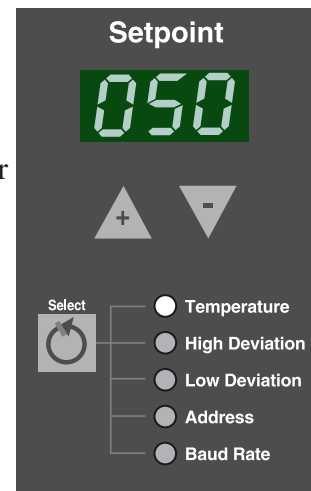 Setpoint
050
r
+ -
Select
Temperature
High Deviation
Low Deviation
Address
Baud Rate